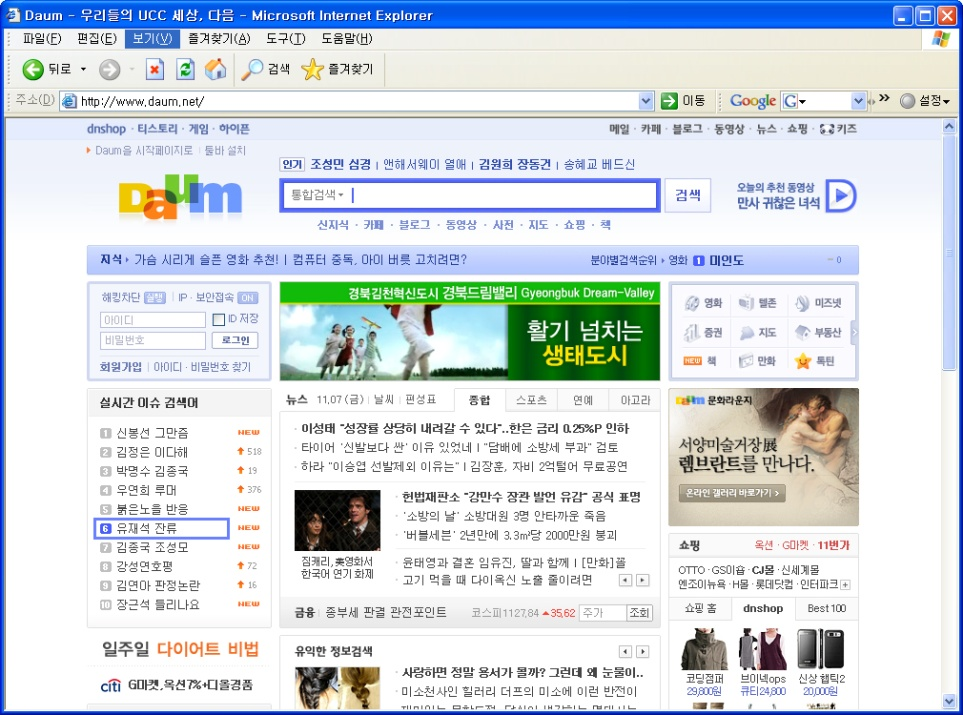 Daum - 우리들의 UCC 세상, 다음 - Microsoft Internet Explorer
파일(F) 편집(E) 보기(V) 즐겨찾기(A) 도구(T) 도움말(H)
뒤로 검색 즐겨찾기
주소(D) http://www.daum.net/ 이동 Google G 설정
dnshop · 티스토리 · 게임 · 하이픈
메일 · 카페 · 블로그 · 동영상 · 뉴스 · 쇼핑 · 키즈
Daum을 시작페이지로 | 툴바 설치
인기 조성민 심경 | 앤해서웨이 열애 | 김원희 장동건 | 송혜교 베드신
Daum
통합검색 검색
오늘의 추천 동영상
만사 귀찮은 녀석
신지식 · 카페 · 블로그 · 동영상 · 사전 · 지도 · 쇼핑 · 책
지식 가슴 시리게 슬픈 영화 추천! | 컴퓨터 중독, 아이 버릇 고치려면?
분야별검색순위 영화 1 미인도 - 0
해킹차단 실행 | IP · 보안접속 ON
아이디 ID 저장
비밀번호 로그인
회원가입 | 아이디 · 비밀번호 찾기
경북김천혁신도시 경북드림밸리 Gyeongbuk Dream-Valley
활기 넘치는
생태도시
영화 텔존 미즈넷
증권 지도 부동산
NEW 책 만화 톡틴
실시간 이슈 검색어
1 신봉선 그만좀 NEW
2 김정은 이다해 518
3 박명수 김종국 19
4 우연희 루머 376
5 붉은노을 반응 NEW
6 유재석 잔류 NEW
7 김종국 조성모 NEW
8 강성연호평 72
9 김연아 판정논란 16
10 장근석 들리나요 NEW
일주일 다이어트 비법
citi G마켓,옥션7%+디올경품
뉴스 11.07 (금) | 날씨 | 편성표 종합 스포츠 연예 아고라
· 이성태 "성장률 상당히 내려갈 수 있다"..한은 금리 0.25%P 인하
· 타이어 '신발보다 싼' 이유 있었네 | "담배에 소방세 부과" 검토
· 하라 "이승엽 선발제외 이유는" | 김장훈, 자비 2억털어 무료공연
· 헌법재판소 "강만수 장관 발언 유감" 공식 표명
· '소방의 날' 소방대원 3명 안타까운 죽음
· '버블세븐' 2년만에 3.3㎡당 2000만원 붕괴
짐캐리, 英영화서
한국어 연기 화제
· 윤태영과 결혼 임유진, 딸과 함께 | [만화]꼴
· 고기 먹을 때 다이옥신 노출 줄이려면
금융 종부세 판결 관전포인트 코스피1127,84 ▲35,62 주가 조회
유익한 정보검색
· 사랑하면 정말 용서가 될까? 그런데 왜 눈물이..
· 미소천사인 힐러리 더프의 미소에 이런 반전이
Daum 문화라운지
서양미술거장展
렘브란트를 만나다.
온라인 갤러리 바로가기 >
쇼핑 옥션 · G마켓 · 11번가
OTTO · GS이숍 · CJ몰 · 신세계몰
엔조이뉴욕 · H몰 · 롯데닷컴 · 인터파크
쇼핑 홈 dnshop Best 100
코딩점퍼 브이넥ops 신상 햅틱2
29,800원 큐티24,800 20,000원